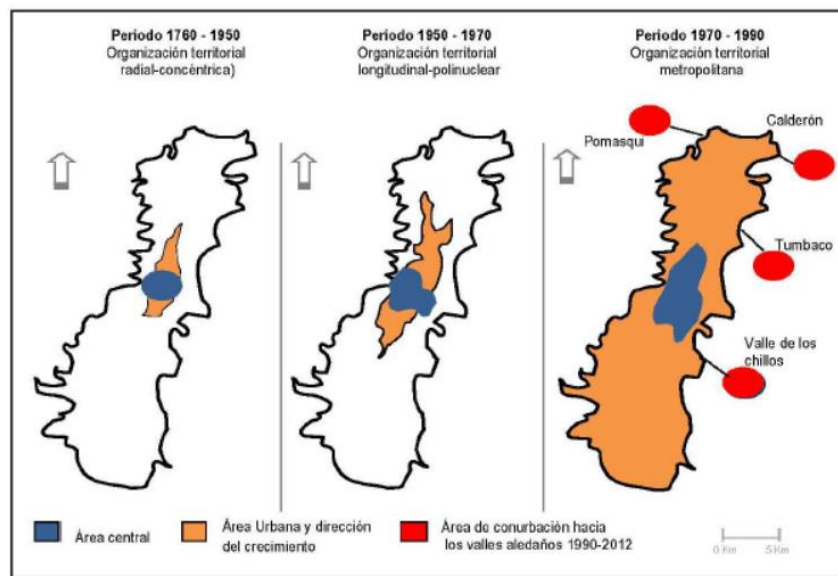 Periodo 1760 - 1950
Organización territorial
radial-concéntrica)
Periodo 1950 - 1970
Organización territorial
longitudinal-polinuclear
Periodo 1970 - 1990
Organización territorial
metropolitana
Calderón
Pomasqui
Tumbaco
Valle de los
chillos
Área central
Área Urbana y dirección
del crecimiento
Área de conurbación hacia
los valles aledaños 1990-2012
0 Km
5 Km